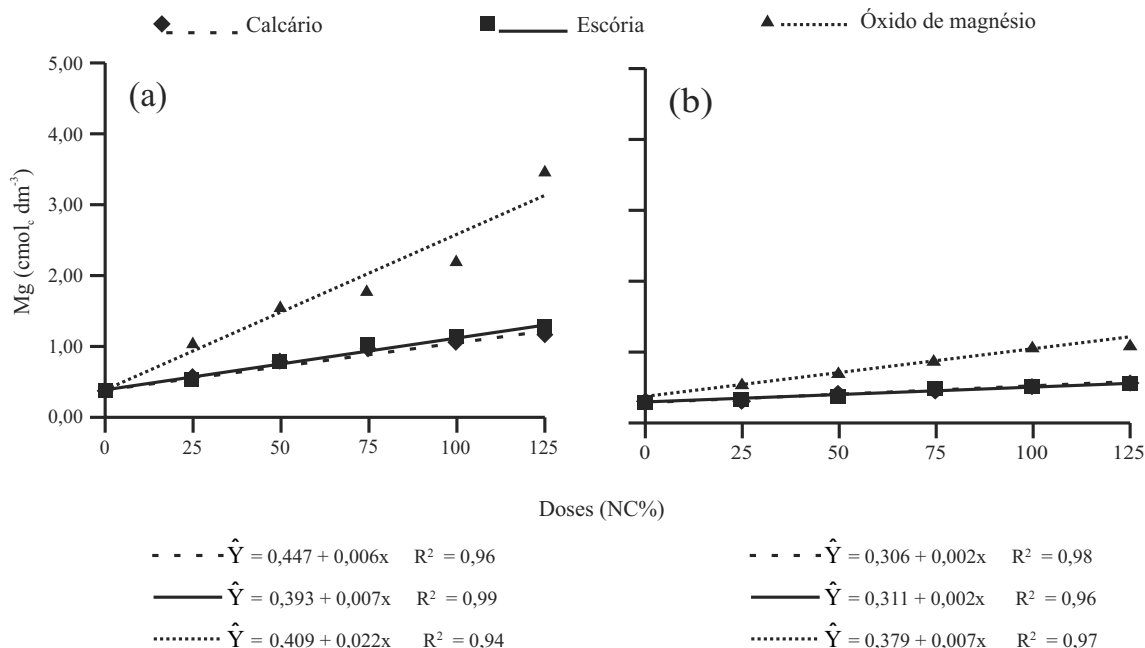 Calcário Escória Óxido de magnésio
(a) (b)
Mg (cmol꜀ dm⁻³)
5,00
4,00
3,00
2,00
1,00
0,00
0 25 50 75 100 125 0 25 50 75 100 125
Doses (NC%)
Ŷ = 0,447 + 0,006x R² = 0,96 Ŷ = 0,306 + 0,002x R² = 0,98
Ŷ = 0,393 + 0,007x R² = 0,99 Ŷ = 0,311 + 0,002x R² = 0,96
Ŷ = 0,409 + 0,022x R² = 0,94 Ŷ = 0,379 + 0,007x R² = 0,97